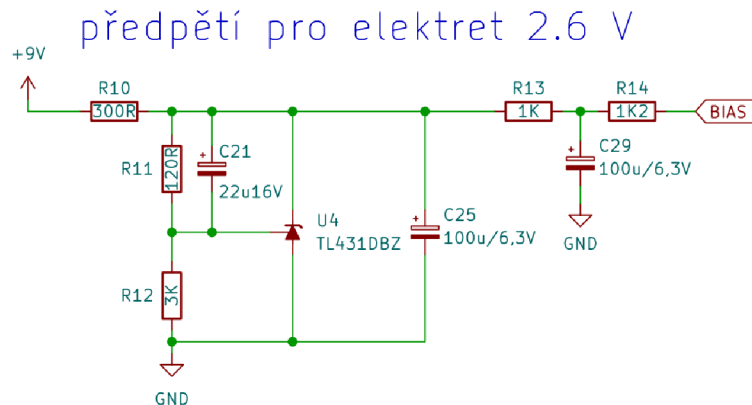 předpětí pro elektret 2.6 V
+9V
R10
300R
R13
1K
R14
1K2
BIAS
R11
120R
C21
22u16V
C29
100u/6,3V
U4
TL431DBZ
C25
100u/6,3V
GND
R12
3K
GND